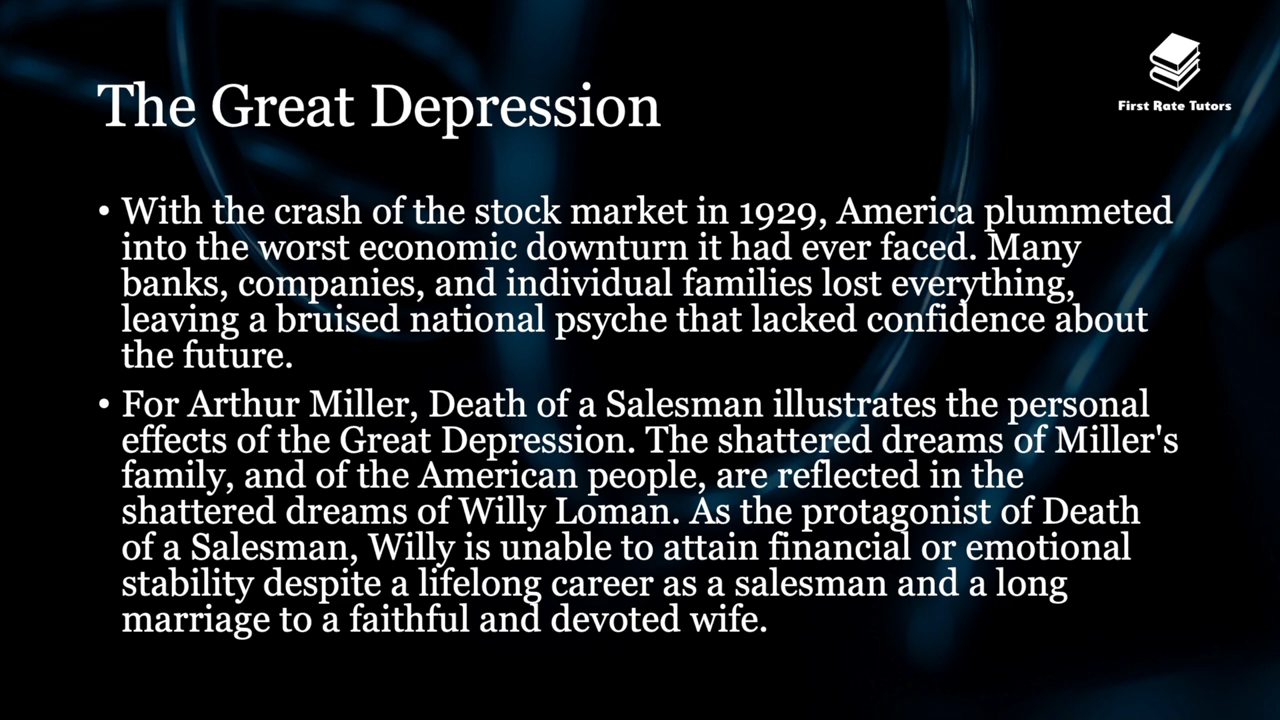 First Rate Tutors
The Great Depression
• With the crash of the stock market in 1929, America plummeted
into the worst economic downturn it had ever faced. Many
banks, companies, and individual families lost everything,
leaving a bruised national psyche that lacked confidence about
the future.
• For Arthur Miller, Death of a Salesman illustrates the personal
effects of the Great Depression. The shattered dreams of Miller's
family, and of the American people, are reflected in the
shattered dreams of Willy Loman. As the protagonist of Death
of a Salesman, Willy is unable to attain financial or emotional
stability despite a lifelong career as a salesman and a long
marriage to a faithful and devoted wife.